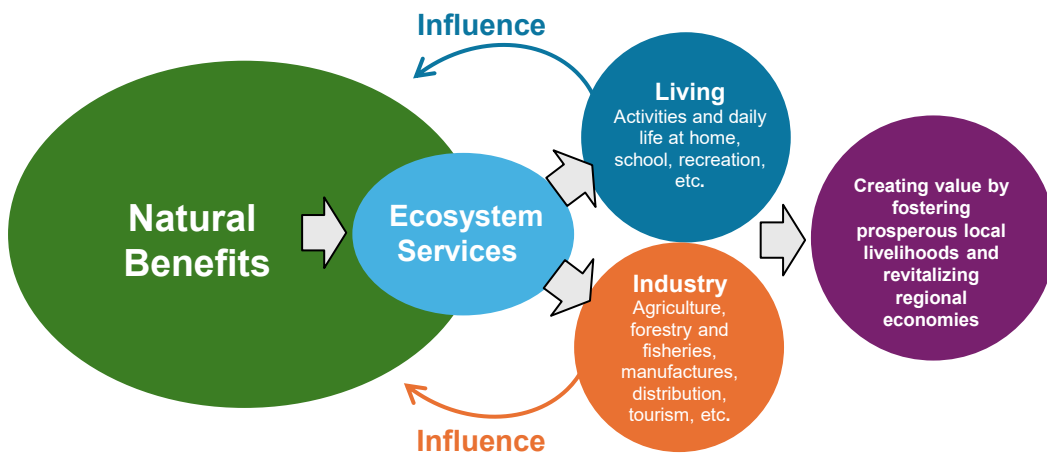 Influence
Living
Activities and daily
life at home,
school, recreation,
etc.
Natural
Benefits
Ecosystem
Services
Creating value by
fostering
prosperous local
livelihoods and
revitalizing
regional
economies
Industry
Agriculture,
forestry and
fisheries,
manufactures,
distribution,
tourism, etc.
Influence